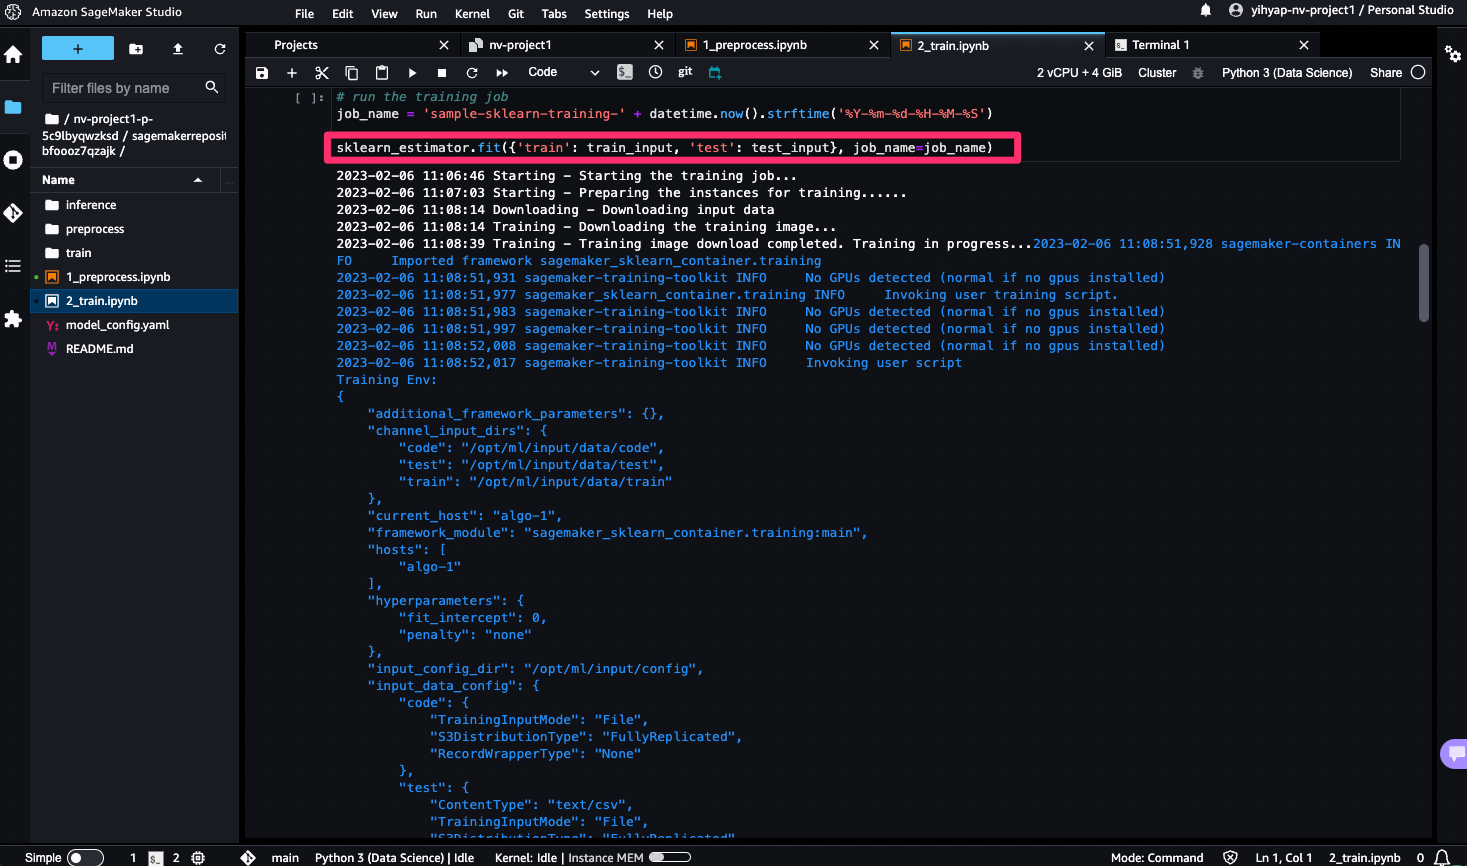 Amazon SageMaker Studio
File Edit View Run Kernel Git Tabs Settings Help
yihyap-nv-project1 / Personal Studio
+
Filter files by name
/ nv-project1-p-
5c9lbyqwzksd / sagemakerreposit
bfoooz7qzajk /
Name
inference
preprocess
train
1_preprocess.ipynb
2_train.ipynb
Y: model_config.yaml
M README.md
Projects nv-project1 1_preprocess.ipynb 2_train.ipynb $_ Terminal 1
Code $_ git 2 vCPU + 4 GiB Cluster Python 3 (Data Science) Share
[ ]: # run the training job
job_name = 'sample-sklearn-training-' + datetime.now().strftime('%Y-%m-%d-%H-%M-%S')
sklearn_estimator.fit({'train': train_input, 'test': test_input}, job_name=job_name)
2023-02-06 11:06:46 Starting - Starting the training job...
2023-02-06 11:07:03 Starting - Preparing the instances for training......
2023-02-06 11:08:14 Downloading - Downloading input data
2023-02-06 11:08:14 Training - Downloading the training image...
2023-02-06 11:08:39 Training - Training image download completed. Training in progress...2023-02-06 11:08:51,928 sagemaker-containers IN
FO     Imported framework sagemaker_sklearn_container.training
2023-02-06 11:08:51,931 sagemaker-training-toolkit INFO     No GPUs detected (normal if no gpus installed)
2023-02-06 11:08:51,977 sagemaker_sklearn_container.training INFO     Invoking user training script.
2023-02-06 11:08:51,983 sagemaker-training-toolkit INFO     No GPUs detected (normal if no gpus installed)
2023-02-06 11:08:51,997 sagemaker-training-toolkit INFO     No GPUs detected (normal if no gpus installed)
2023-02-06 11:08:52,008 sagemaker-training-toolkit INFO     No GPUs detected (normal if no gpus installed)
2023-02-06 11:08:52,017 sagemaker-training-toolkit INFO     Invoking user script
Training Env:
{
    "additional_framework_parameters": {},
    "channel_input_dirs": {
        "code": "/opt/ml/input/data/code",
        "test": "/opt/ml/input/data/test",
        "train": "/opt/ml/input/data/train"
    },
    "current_host": "algo-1",
    "framework_module": "sagemaker_sklearn_container.training:main",
    "hosts": [
        "algo-1"
    ],
    "hyperparameters": {
        "fit_intercept": 0,
        "penalty": "none"
    },
    "input_config_dir": "/opt/ml/input/config",
    "input_data_config": {
        "code": {
            "TrainingInputMode": "File",
            "S3DistributionType": "FullyReplicated",
            "RecordWrapperType": "None"
        },
        "test": {
            "ContentType": "text/csv",
            "TrainingInputMode": "File",
            "S3DistributionType": "FullyReplicated"
Simple 1 $_ 2 main Python 3 (Data Science) | Idle Kernel: Idle | Instance MEM Mode: Command Ln 1, Col 1 2_train.ipynb 0